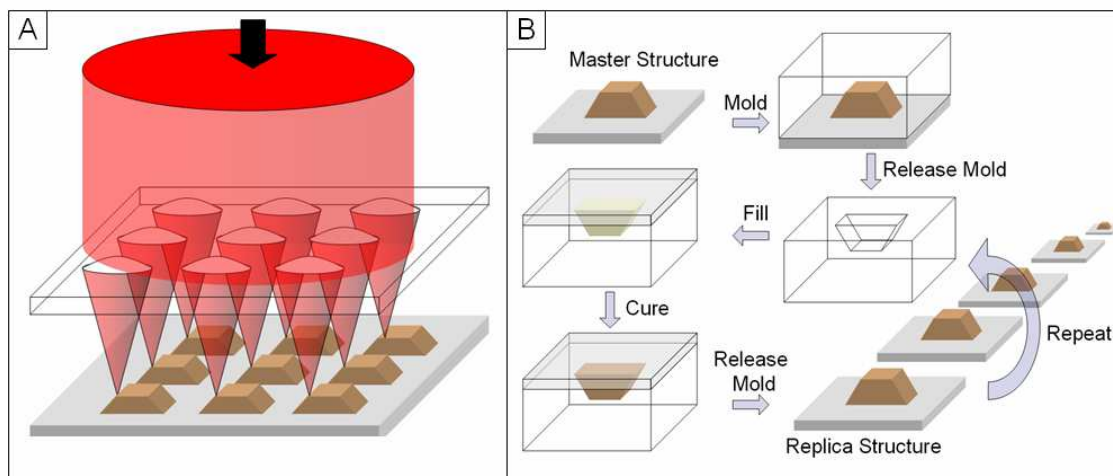 A
B
Master Structure
Mold
Release Mold
Fill
Cure
Repeat
Release
Mold
Replica Structure